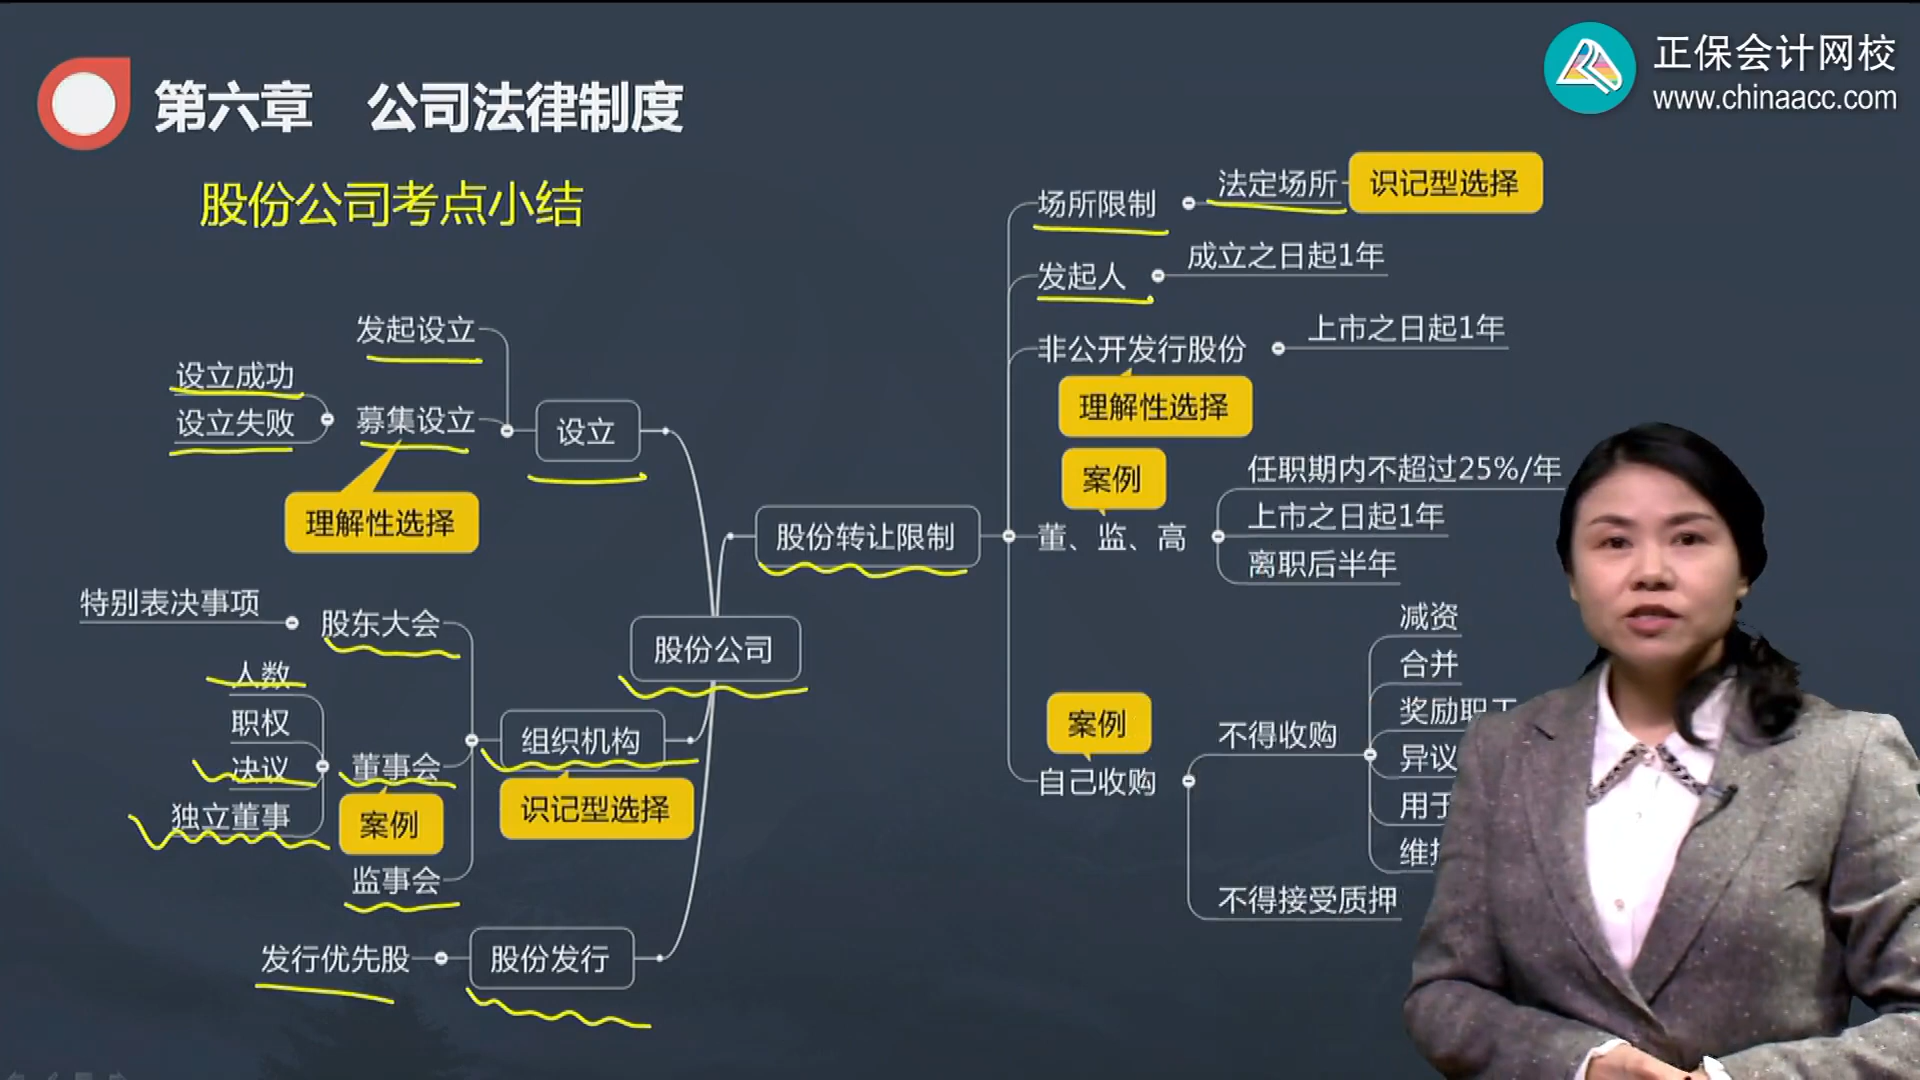 正保会计网校
www.chinaacc.com
第六章 公司法律制度
股份公司考点小结
股份公司
设立
发起设立
募集设立
设立成功
设立失败
理解性选择
组织机构
识记型选择
股东大会
特别表决事项
董事会
案例
人数
职权
决议
独立董事
监事会
股份发行
发行优先股
股份转让限制
场所限制
法定场所
识记型选择
发起人
成立之日起1年
非公开发行股份
上市之日起1年
理解性选择
案例
董、监、高
任职期内不超过25%/年
上市之日起1年
离职后半年
案例
自己收购
不得收购
减资
合并
奖励职工
异议
用于
不得接受质押